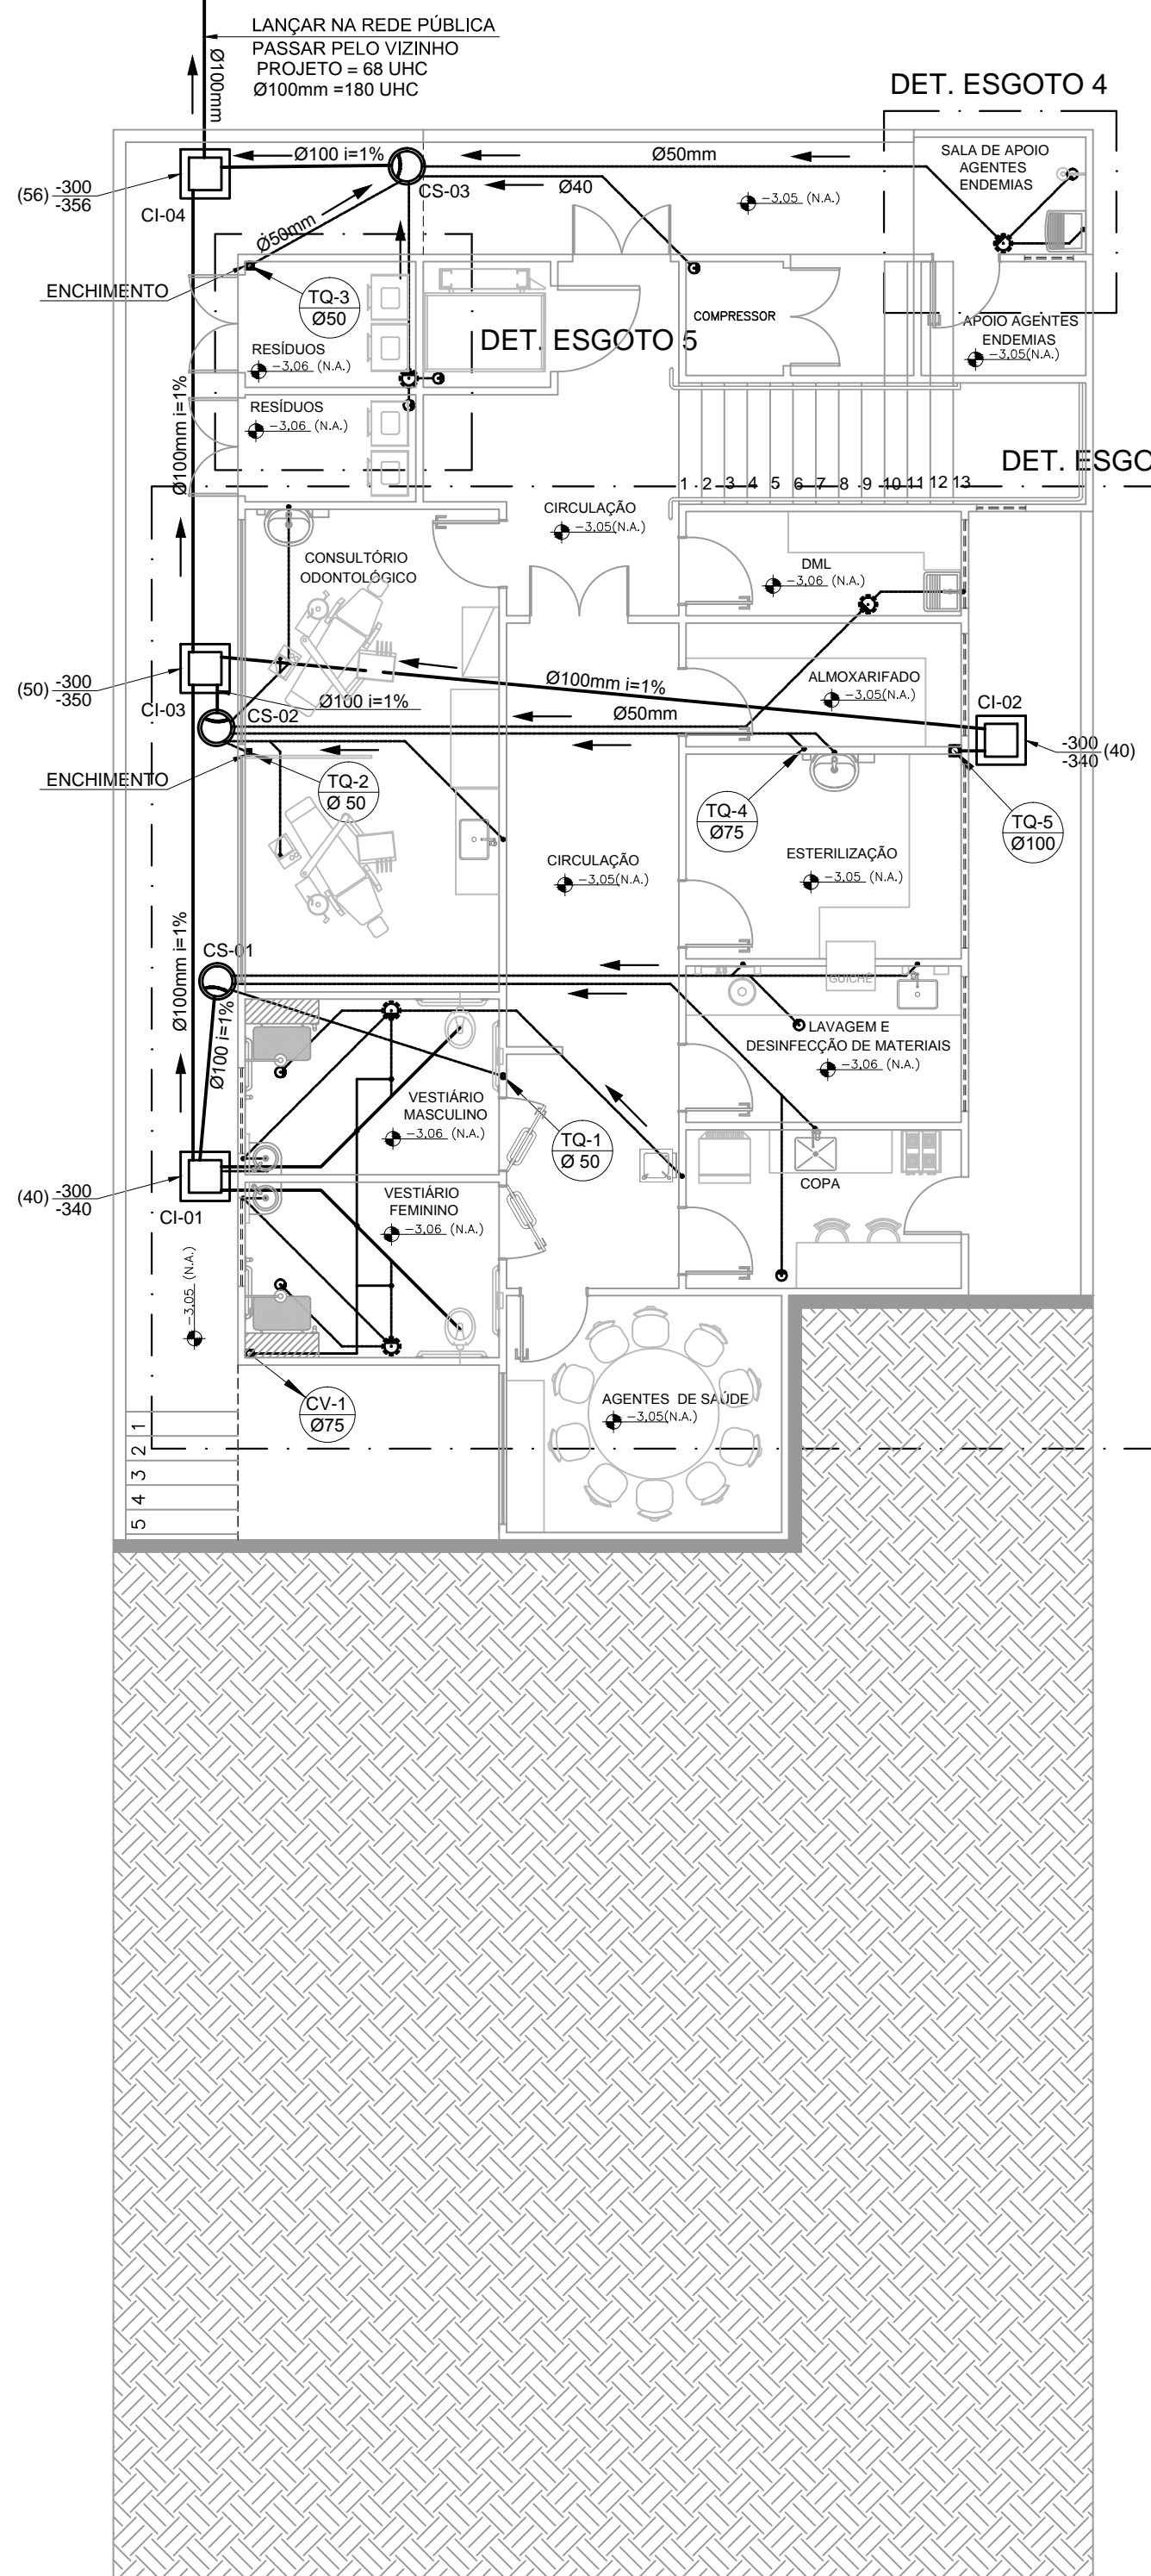 LANÇAR NA REDE PÚBLICA
PASSAR PELO VIZINHO
PROJETO = 68 UHC
Ø100mm =180 UHC
Ø100mm
DET. ESGOTO 4
Ø100 i=1%
Ø50mm
SALA DE APOIO
AGENTES
ENDEMIAS
(56) -300
-356
CI-04
CS-03
Ø40
-3,05 (N.A.)
Ø50mm
ENCHIMENTO
TQ-3
Ø50
COMPRESSOR
APOIO AGENTES
ENDEMIAS
-3,05(N.A.)
DET. ESGOTO 5
RESÍDUOS
-3,06 (N.A.)
RESÍDUOS
-3,06 (N.A.)
Ø100mm i=1%
DET. ESGO
1 2 3 4 5 6 7 8 9 10 11 12 13
CIRCULAÇÃO
-3,05(N.A.)
CONSULTÓRIO
ODONTOLÓGICO
DML
-3,06 (N.A.)
(50) -300
-350
CI-03
Ø100 i=1%
CS-02
Ø100mm i=1%
Ø50mm
ALMOXARIFADO
-3,05(N.A.)
CI-02
-300
-340 (40)
ENCHIMENTO
TQ-2
Ø 50
TQ-4
Ø75
TQ-5
Ø100
CIRCULAÇÃO
-3,05(N.A.)
ESTERILIZAÇÃO
-3,05 (N.A.)
Ø100mm i=1%
CS-01
GUICHÊ
Ø100 i=1%
LAVAGEM E
DESINFECÇÃO DE MATERIAIS
-3,06 (N.A.)
VESTIÁRIO
MASCULINO
-3,06 (N.A.)
TQ-1
Ø 50
(40) -300
-340
CI-01
VESTIÁRIO
FEMININO
-3,06 (N.A.)
COPA
-3,05 (N.A.)
CV-1
Ø75
AGENTES DE SAÚDE
-3,05(N.A.)
1
2
3
4
5